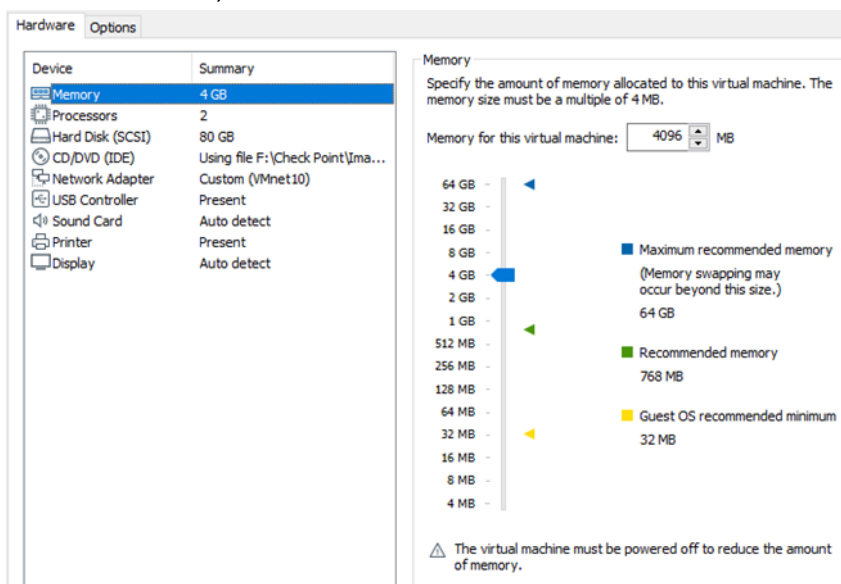 Hardware Options
Device Summary
Memory 4 GB
Processors 2
Hard Disk (SCSI) 80 GB
CD/DVD (IDE) Using file F:\Check Point\Ima...
Network Adapter Custom (VMnet10)
USB Controller Present
Sound Card Auto detect
Printer Present
Display Auto detect
Memory
Specify the amount of memory allocated to this virtual machine. The
memory size must be a multiple of 4 MB.
Memory for this virtual machine: 4096 MB
64 GB
32 GB
16 GB
8 GB
4 GB
2 GB
1 GB
512 MB
256 MB
128 MB
64 MB
32 MB
16 MB
8 MB
4 MB
Maximum recommended memory
(Memory swapping may
occur beyond this size.)
64 GB
Recommended memory
768 MB
Guest OS recommended minimum
32 MB
The virtual machine must be powered off to reduce the amount
of memory.